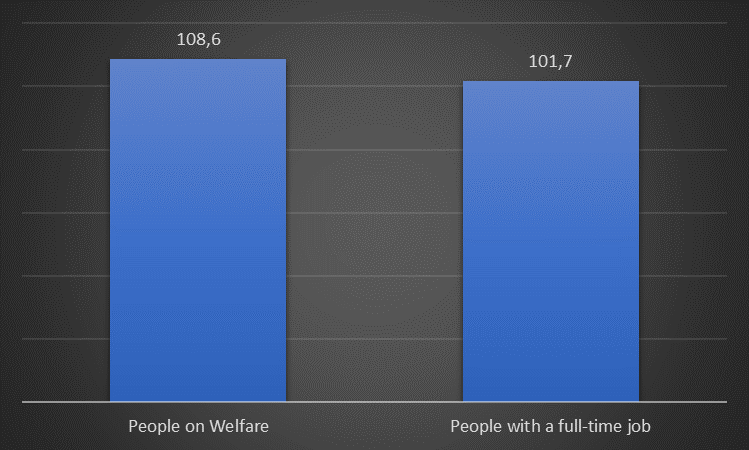 108,6
101,7
People on Welfare
People with a full-time job